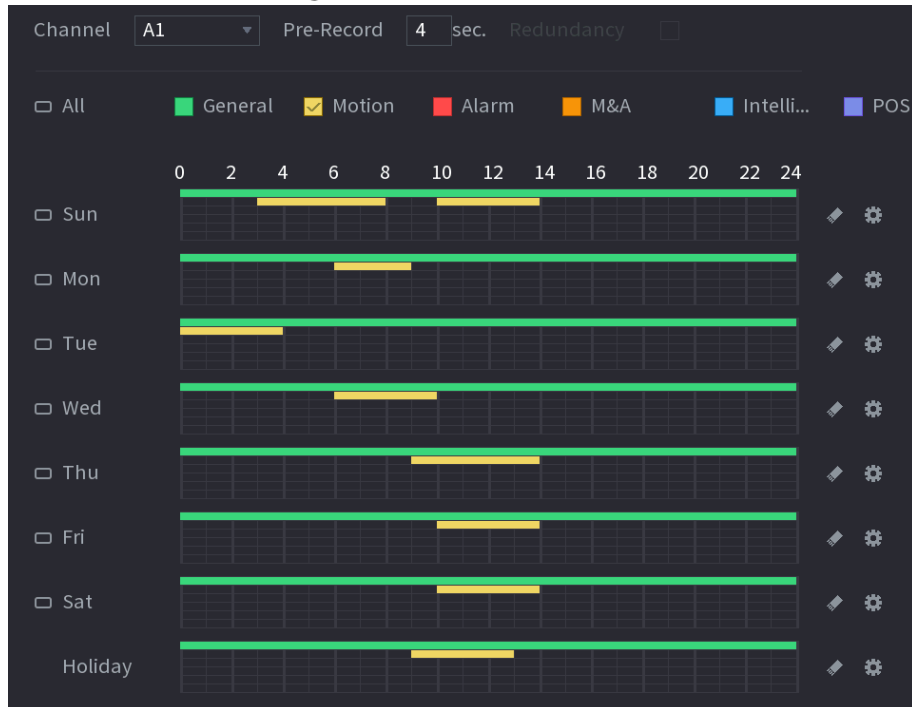 Channel A1 Pre-Record 4 sec. Redundancy
All General Motion Alarm M&A Intelli... POS
0 2 4 6 8 10 12 14 16 18 20 22 24
Sun
Mon
Tue
Wed
Thu
Fri
Sat
Holiday